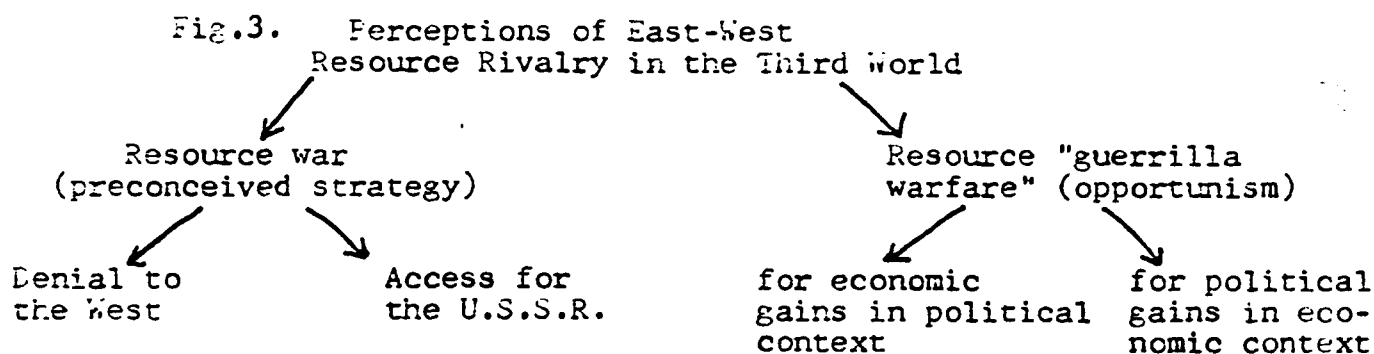 Fig.3. Perceptions of East-West
Resource Rivalry in the Third World
Resource war
(preconceived strategy)
Resource "guerrilla
warfare" (opportunism)
Denial to
the West
Access for
the U.S.S.R.
for economic
gains in political
context
for political
gains in eco-
nomic context